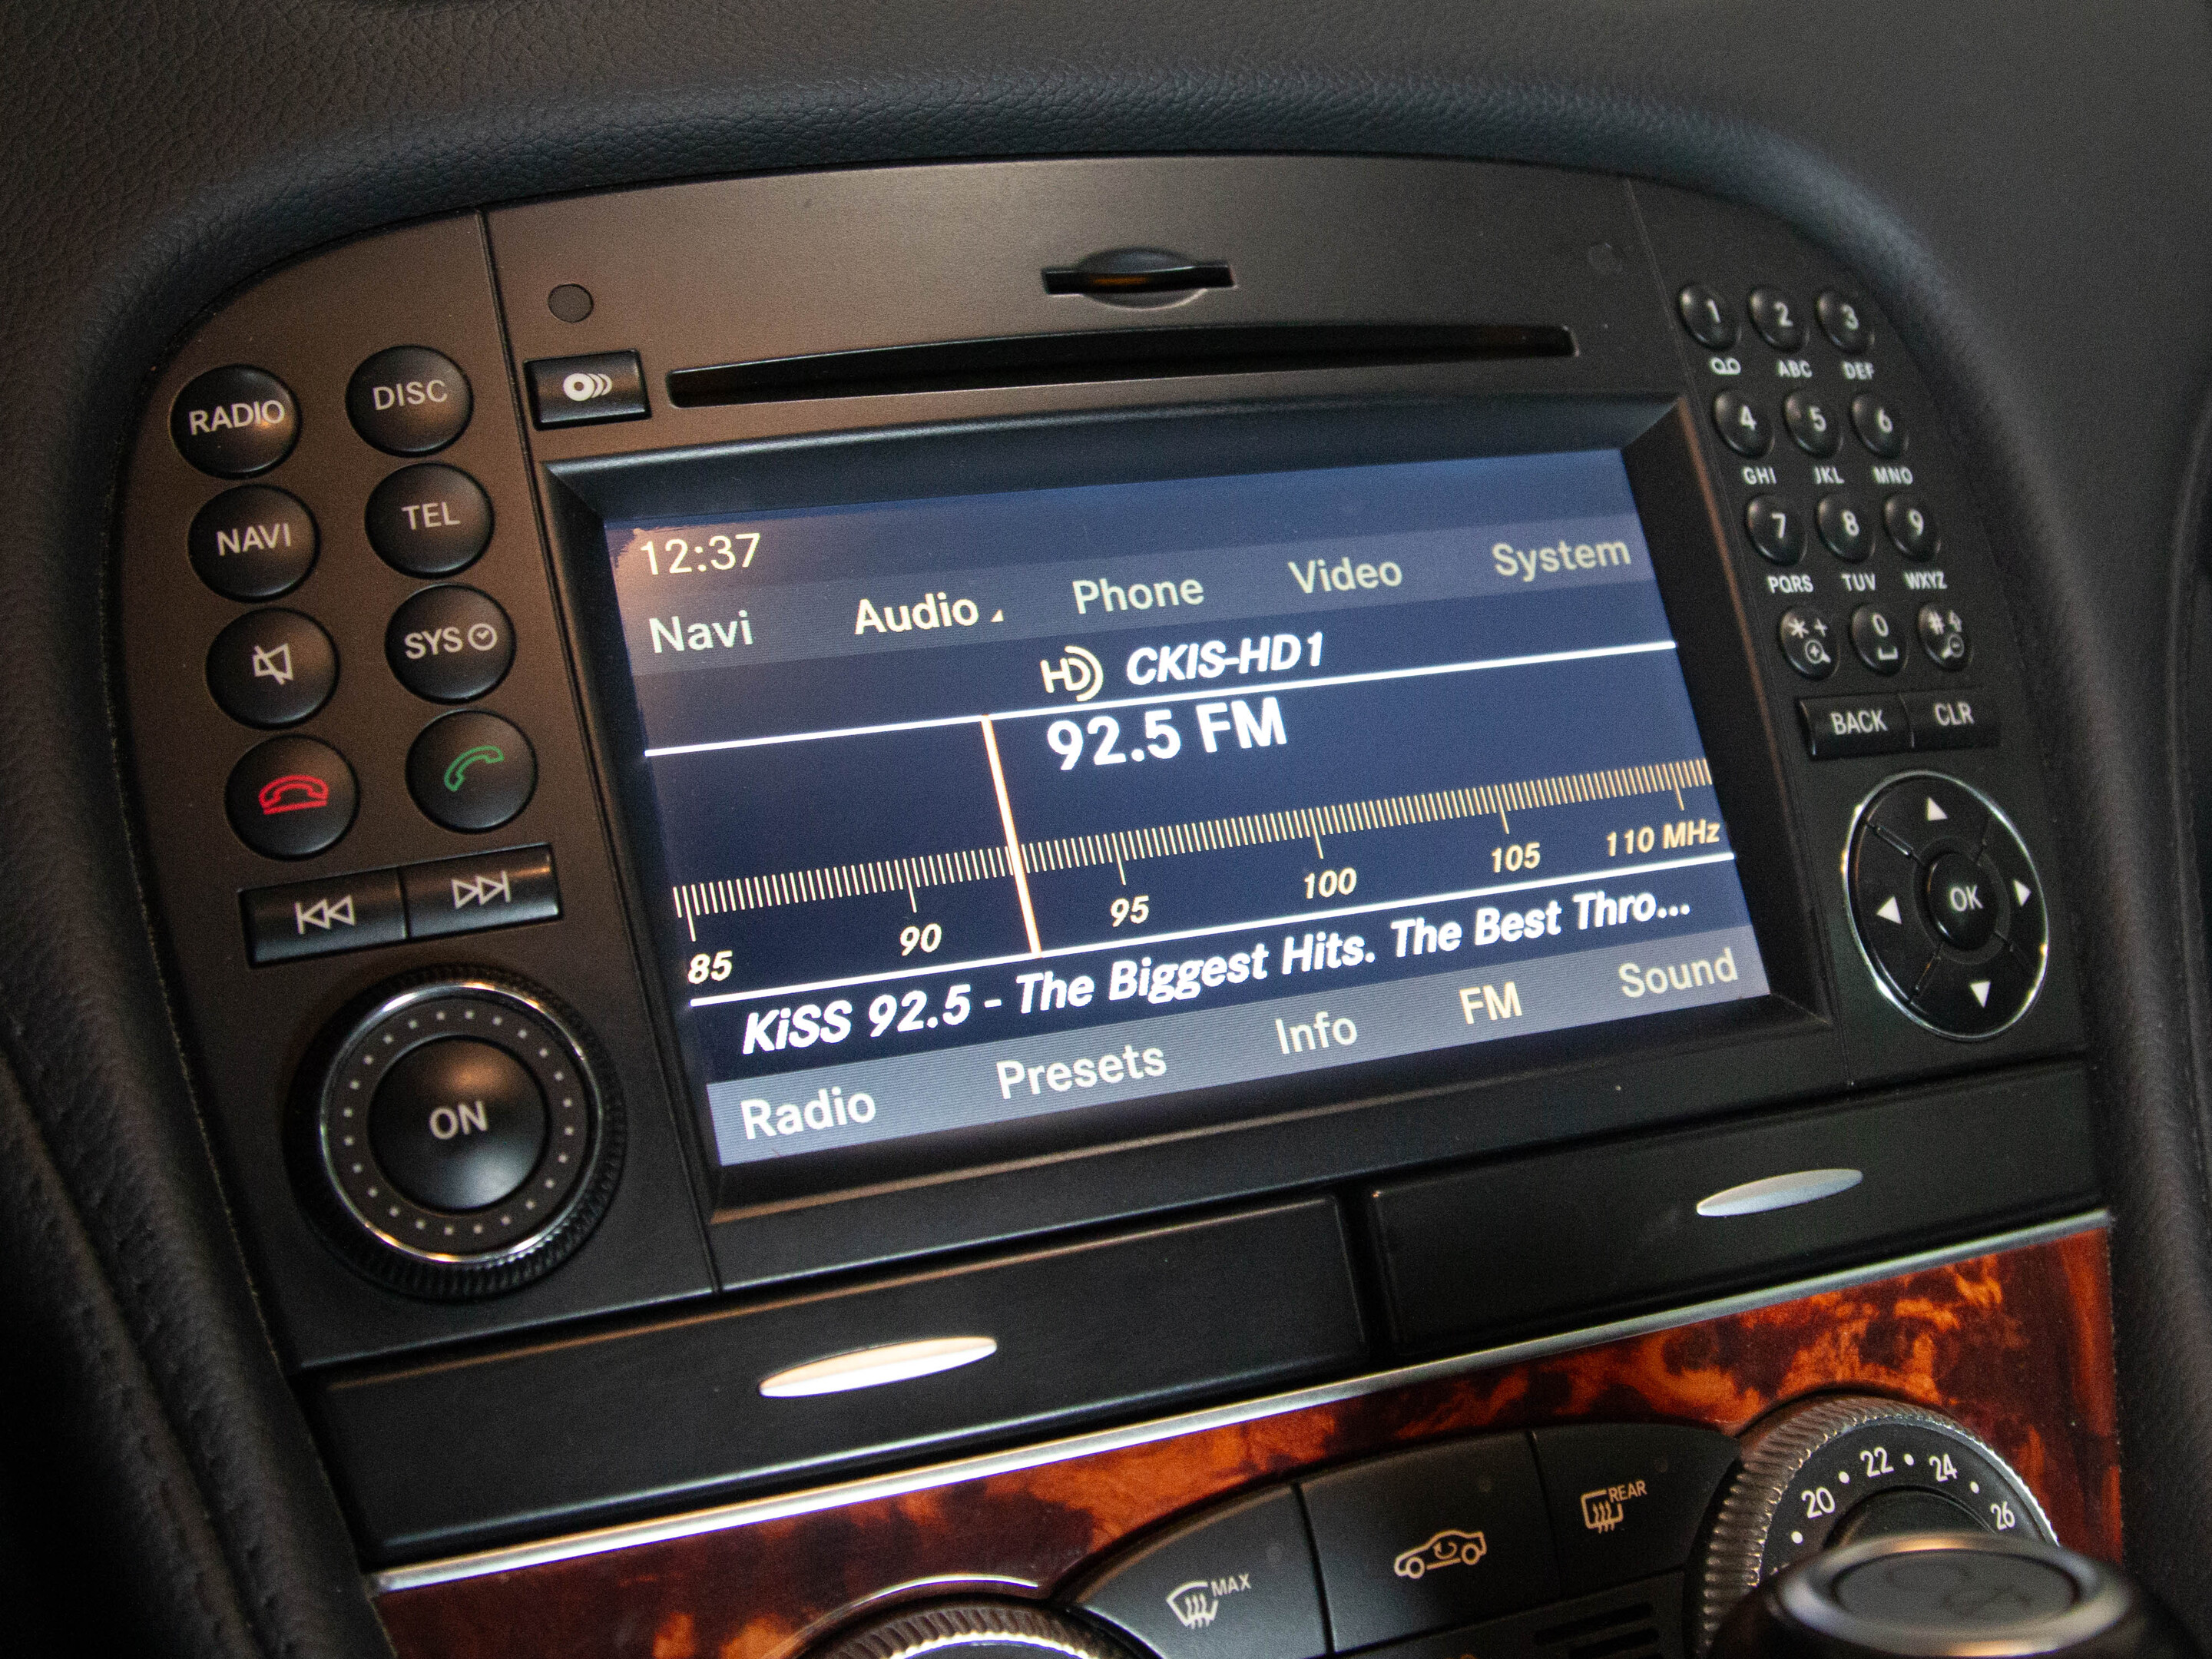 RADIO DISC
NAVI TEL
SYS
ON
12:37
Navi Audio Phone Video System
HD CKIS-HD1
92.5 FM
85 90 95 100 105 110 MHz
KiSS 92.5 - The Biggest Hits. The Best Thro...
Radio Presets Info FM Sound
1 2 3
ABC DEF
4 5 6
GHI JKL MNO
7 8 9
PQRS TUV WXYZ
* + 0 #
BACK CLR
OK
MAX
REAR
20 22 24 26